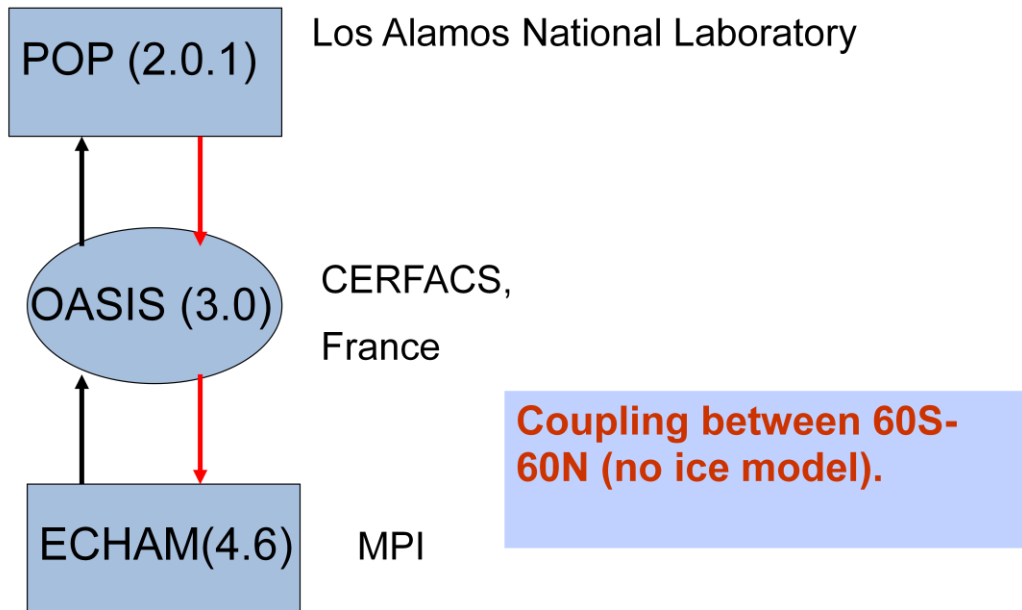 POP (2.0.1)
Los Alamos National Laboratory
OASIS (3.0)
CERFACS,
France
Coupling between 60S-
60N (no ice model).
ECHAM(4.6)
MPI